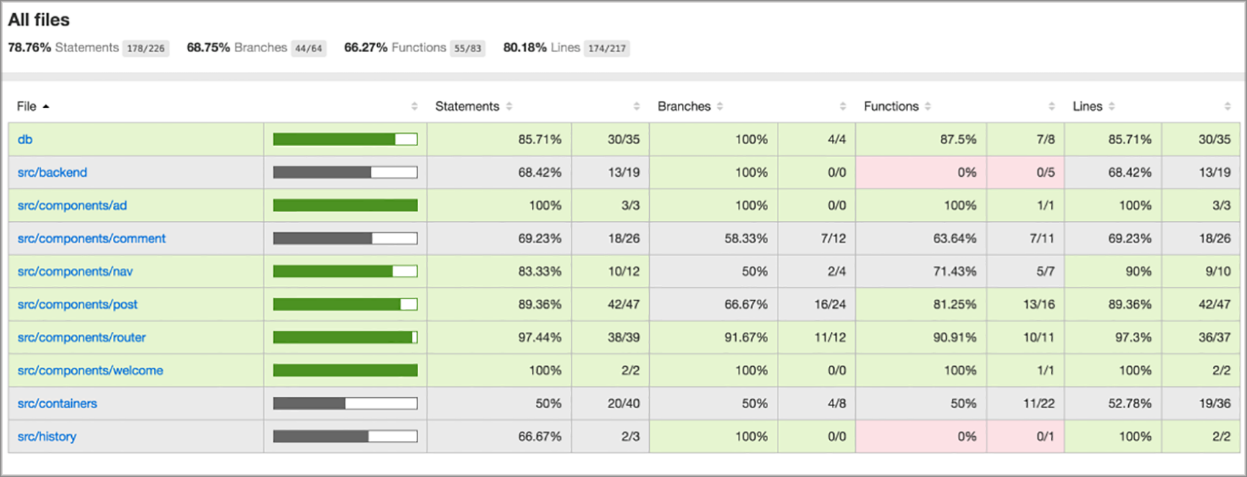 All files
78.76% Statements 178/226 68.75% Branches 44/64 66.27% Functions 55/83 80.18% Lines 174/217
File Statements Branches Functions Lines
db 85.71% 30/35 100% 4/4 87.5% 7/8 85.71% 30/35
src/backend 68.42% 13/19 100% 0/0 0% 0/5 68.42% 13/19
src/components/ad 100% 3/3 100% 0/0 100% 1/1 100% 3/3
src/components/comment 69.23% 18/26 58.33% 7/12 63.64% 7/11 69.23% 18/26
src/components/nav 83.33% 10/12 50% 2/4 71.43% 5/7 90% 9/10
src/components/post 89.36% 42/47 66.67% 16/24 81.25% 13/16 89.36% 42/47
src/components/router 97.44% 38/39 91.67% 11/12 90.91% 10/11 97.3% 36/37
src/components/welcome 100% 2/2 100% 0/0 100% 1/1 100% 2/2
src/containers 50% 20/40 50% 4/8 50% 11/22 52.78% 19/36
src/history 66.67% 2/3 100% 0/0 0% 0/1 100% 2/2